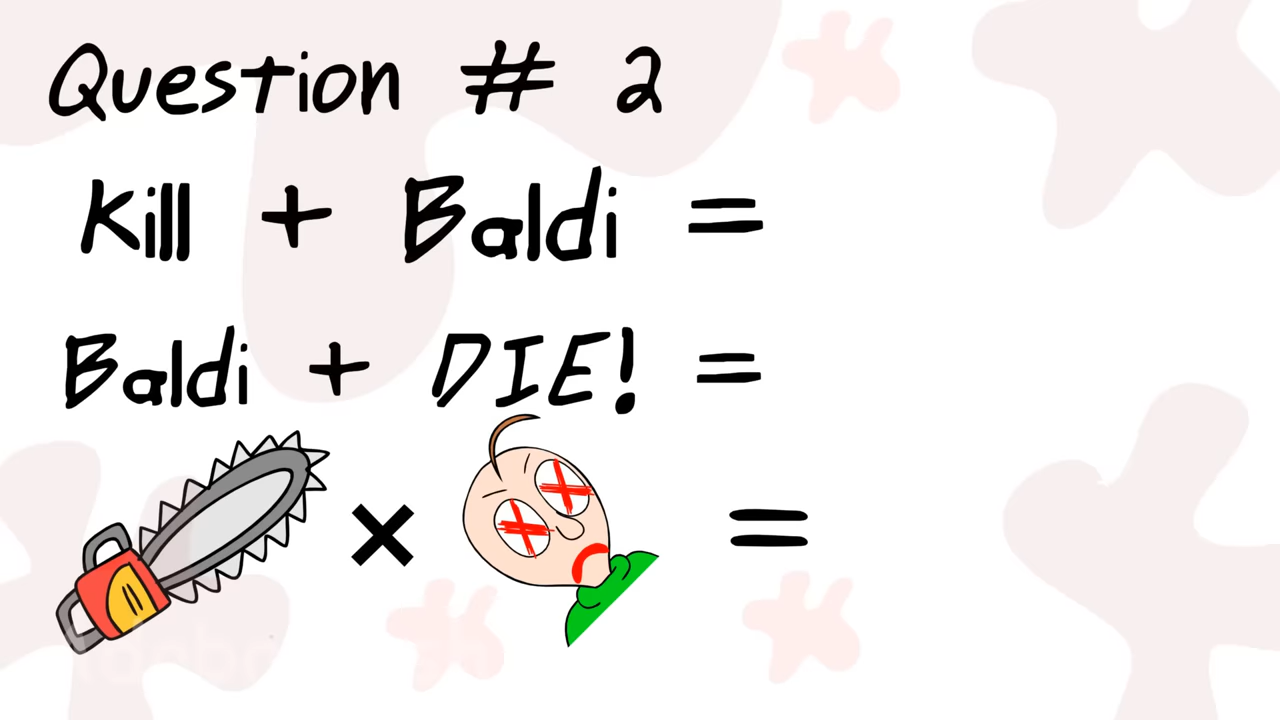 Question # 2
Kill + Baldi =
Baldi + DIE! =
× =